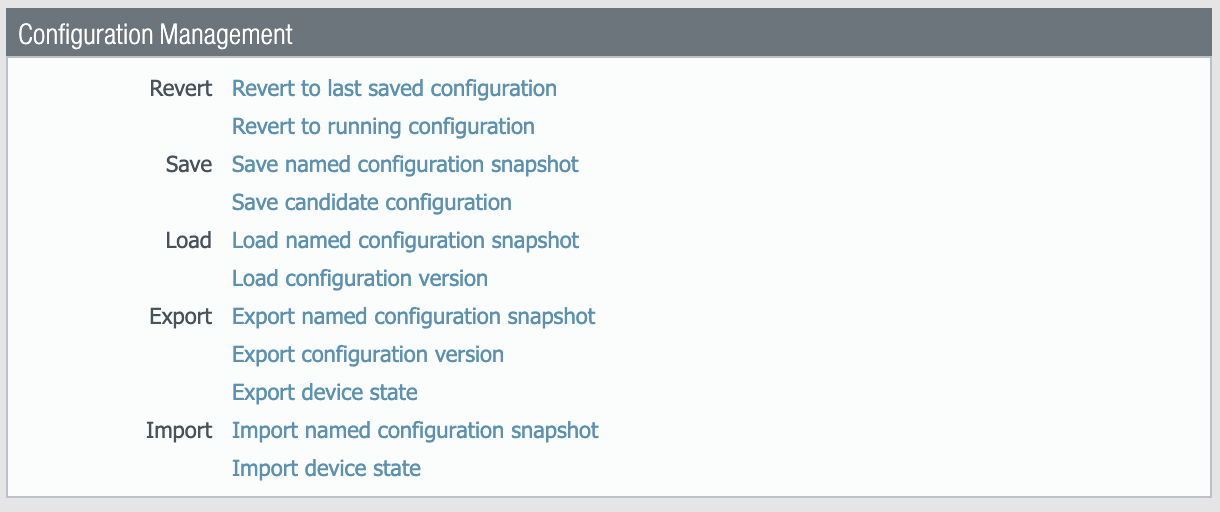 Configuration Management
Revert Revert to last saved configuration
Revert to running configuration
Save Save named configuration snapshot
Save candidate configuration
Load Load named configuration snapshot
Load configuration version
Export Export named configuration snapshot
Export configuration version
Export device state
Import Import named configuration snapshot
Import device state